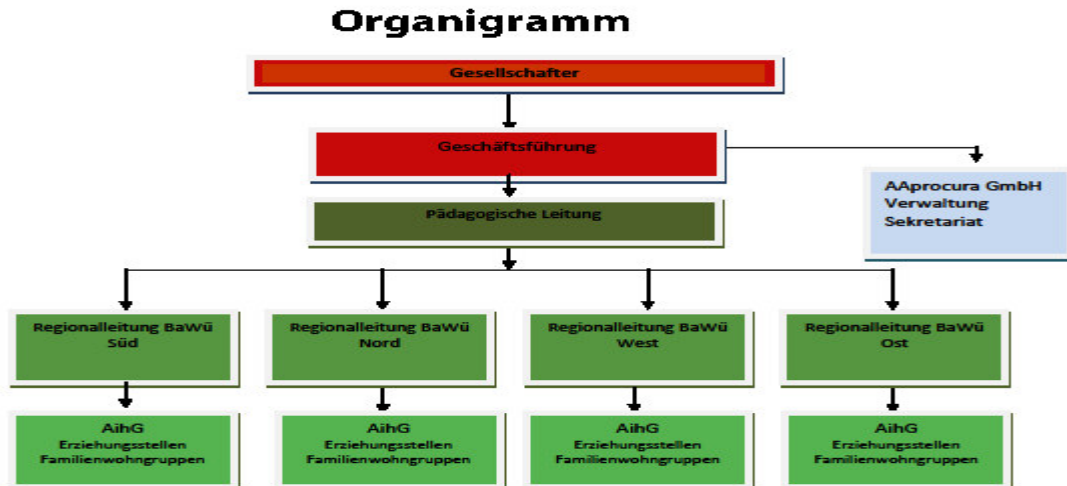 Organigramm
Gesellschafter
Geschäftsführung
AAprocura GmbH
Verwaltung
Sekretariat
Pädagogische Leitung
Regionalleitung BaWü
Süd
Regionalleitung BaWü
Nord
Regionalleitung BaWü
West
Regionalleitung BaWü
Ost
AihG
Erziehungsstellen
Familienwohngruppen
AihG
Erziehungsstellen
Familienwohngruppen
AihG
Erziehungsstellen
Familienwohngruppen
AihG
Erziehungsstellen
Familienwohngruppen